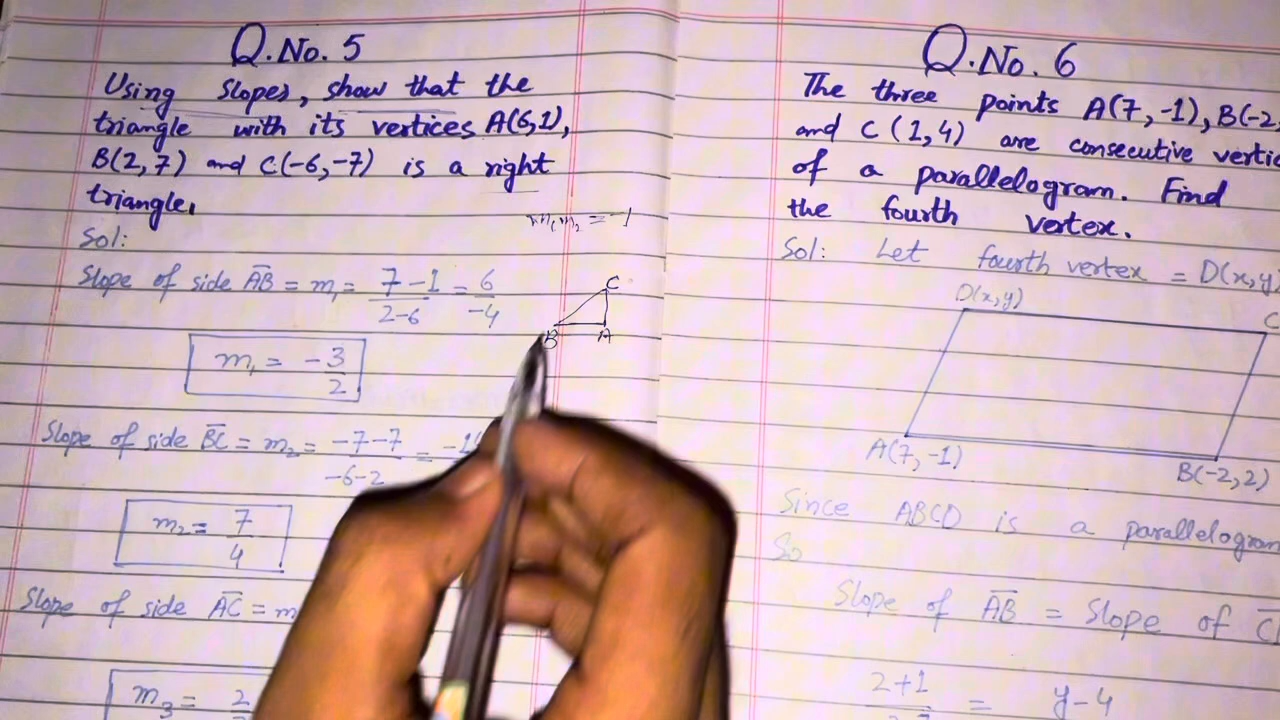 Q.No. 5
Using slopes, show that the
triangle with its vertices A(6,1),
B(2,7) and C(-6,-7) is a right
triangle.
m₁m₂ = -1
Sol:
Slope of side AB = m₁ = 7-1/2-6 = 6/-4
C
B A
m₁ = -3/2
Slope of side BC = m₂ = -7-7/-6-2 =
m₂ = 7/4
Slope of side AC = m
m₃ = 2
Q.No. 6
The three points A(7,-1), B(-2,
and C(1,4) are consecutive
of a parallelogram. Find
the fourth vertex.
Sol: Let fourth vertex = D(x,y
D(x,y) C
A(7,-1) B(-2,2)
Since ABCD is a parallelogram
So
Slope of AB = Slope of C
2+1 = y-4